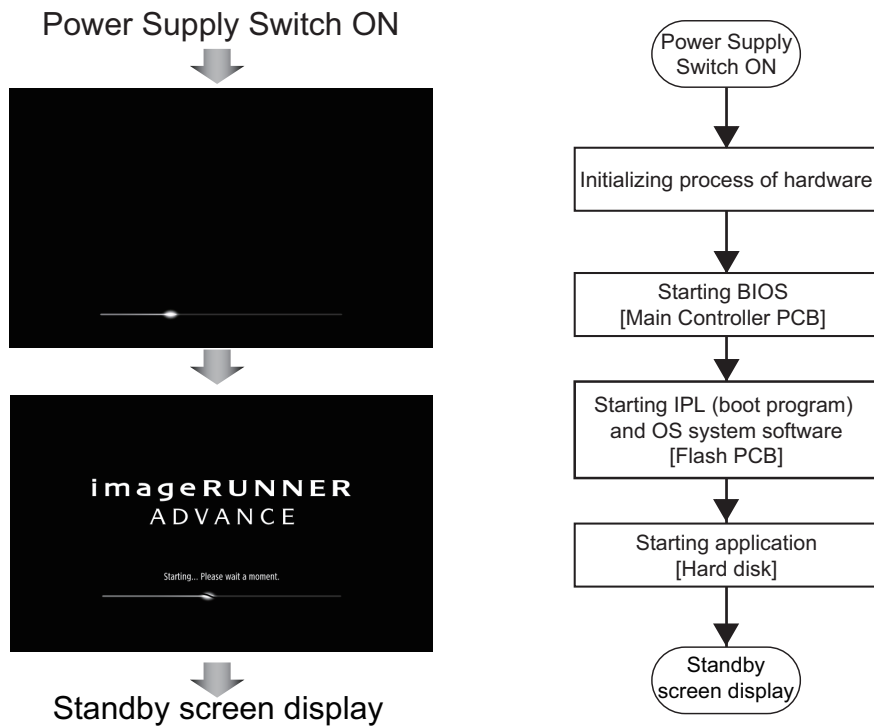 Power Supply Switch ON
imageRUNNER
ADVANCE
Starting... Please wait a moment.
Standby screen display
Power Supply
Switch ON
Initializing process of hardware
Starting BIOS
[Main Controller PCB]
Starting IPL (boot program)
and OS system software
[Flash PCB]
Starting application
[Hard disk]
Standby
screen display